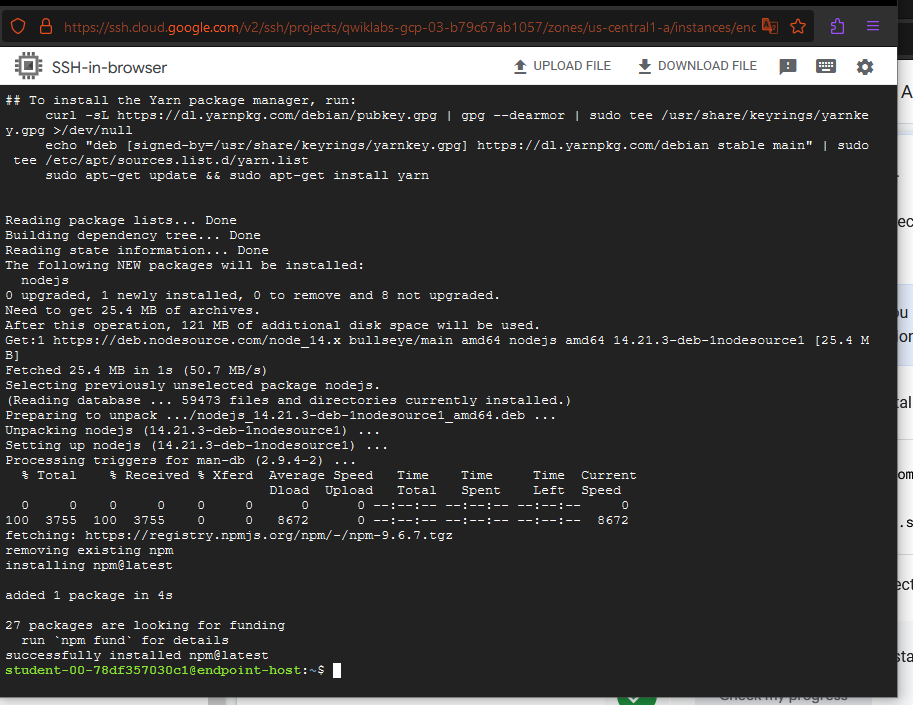 https://ssh.cloud.google.com/v2/ssh/projects/qwiklabs-gcp-03-b79c67ab1057/zones/us-central1-a/instances/enc
SSH-in-browser
UPLOAD FILE
DOWNLOAD FILE
## To install the Yarn package manager, run:
curl -sL https://dl.yarnpkg.com/debian/pubkey.gpg | gpg --dearmor | sudo tee /usr/share/keyrings/yarnke
y.gpg >/dev/null
echo "deb [signed-by=/usr/share/keyrings/yarnkey.gpg] https://dl.yarnpkg.com/debian stable main" | sudo
tee /etc/apt/sources.list.d/yarn.list
sudo apt-get update && sudo apt-get install yarn
Reading package lists... Done
Building dependency tree... Done
Reading state information... Done
The following NEW packages will be installed:
nodejs
0 upgraded, 1 newly installed, 0 to remove and 8 not upgraded.
Need to get 25.4 MB of archives.
After this operation, 121 MB of additional disk space will be used.
Get:1 https://deb.nodesource.com/node_14.x bullseye/main amd64 nodejs amd64 14.21.3-deb-1nodesource1 [25.4 M
B]
Fetched 25.4 MB in 1s (50.7 MB/s)
Selecting previously unselected package nodejs.
(Reading database ... 59473 files and directories currently installed.)
Preparing to unpack .../nodejs_14.21.3-deb-1nodesource1_amd64.deb ...
Unpacking nodejs (14.21.3-deb-1nodesource1) ...
Setting up nodejs (14.21.3-deb-1nodesource1) ...
Processing triggers for man-db (2.9.4-2) ...
% Total % Received % Xferd Average Speed Time Time Time Current
Dload Upload Total Spent Left Speed
0 0 0 0 0 0 0 0 --:--:-- --:--:-- --:--:-- 0
100 3755 100 3755 0 0 8672 0 --:--:-- --:--:-- --:--:-- 8672
fetching: https://registry.npmjs.org/npm/-/npm-9.6.7.tgz
removing existing npm
installing npm@latest
added 1 package in 4s
27 packages are looking for funding
run `npm fund` for details
successfully installed npm@latest
student-00-78df357030c1@endpoint-host:~$
Check my progress